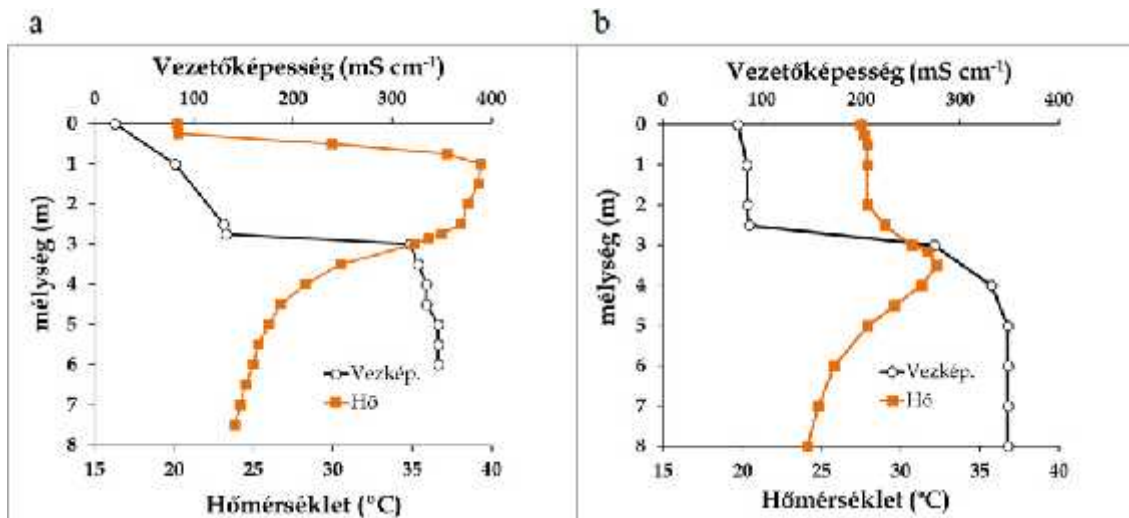 a
Vezetőképesség (mS cm⁻¹)
0 100 200 300 400
0
1
2
3
4
5
6
7
8
mélység (m)
Vezkép.
Hő
15 20 25 30 35 40
Hőmérséklet (°C)
b
Vezetőképesség (mS cm⁻¹)
0 100 200 300 400
0
1
2
3
4
5
6
7
8
mélység (m)
Vezkép.
Hő
15 20 25 30 35 40
Hőmérséklet (°C)